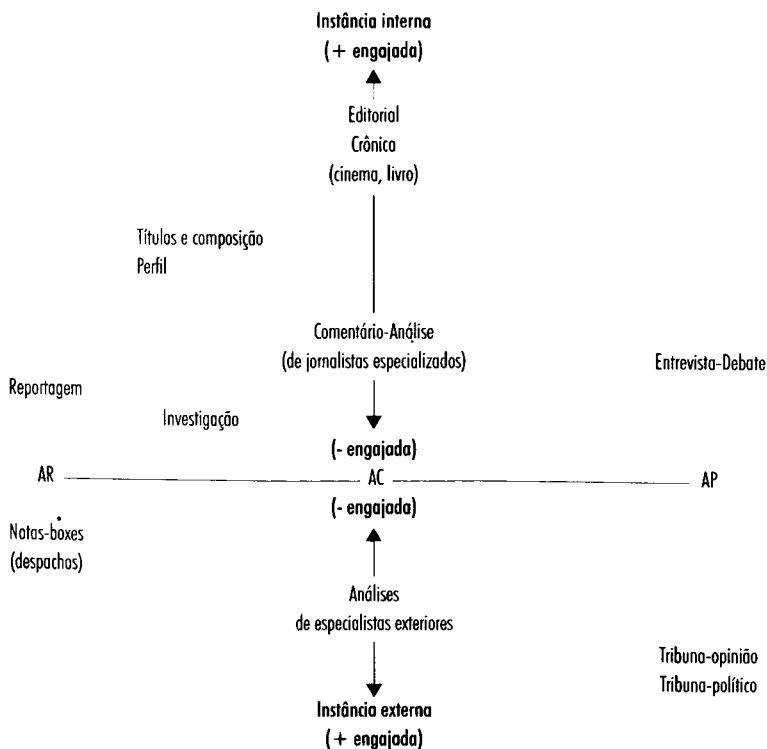 Instância interna
(+ engajada)
Editorial
Crônica
(cinema, livro)
Títulos e composição
Perfil
Comentário-Análise
(de jornalistas especializados)
Entrevista-Debate
Reportagem
Investigação
(- engajada)
AR
AC
AP
(- engajada)
Notas-boxes
(despachos)
Análises
de especialistas exteriores
Tribuna-opinião
Tribuna-político
Instância externa
(+ engajada)